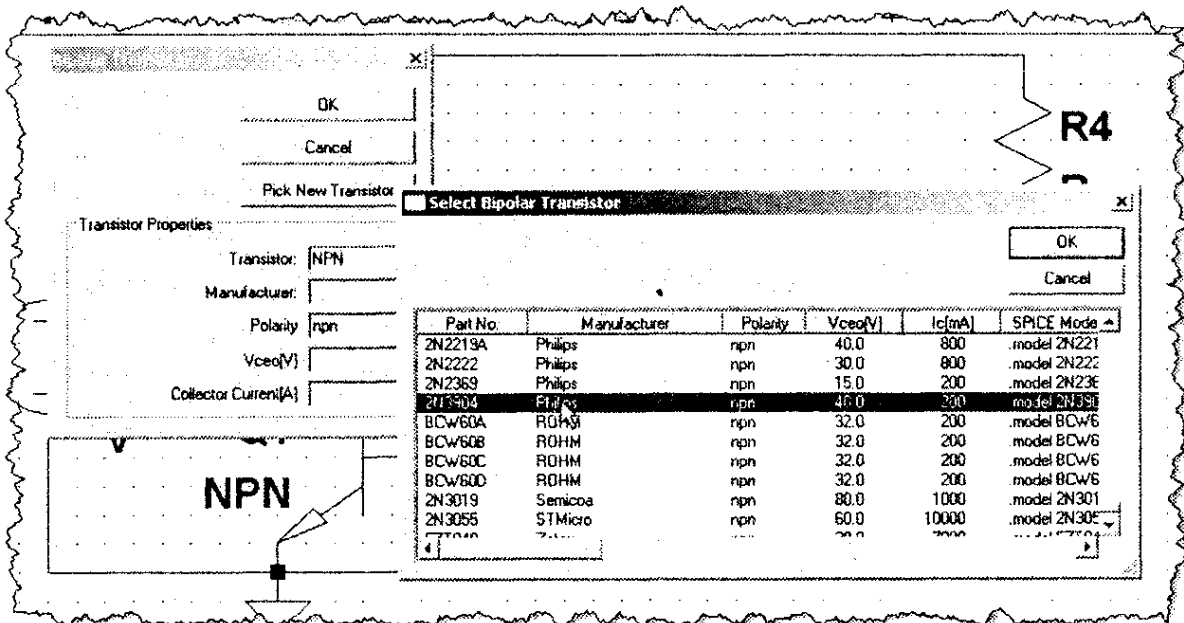 OK
Cancel
Pick New Transistor
R4
Transistor Properties
Transistor: NPN
Manufacturer:
Polarity npn
Vceo[V]
Collector Current[A]
NPN
Select Bipolar Transistor
OK
Cancel
Part No. Manufacturer Polarity Vceo[V] Ic[mA] SPICE Mode
2N2219A Philips npn 40.0 800 .model 2N221
2N2222 Philips npn 30.0 800 .model 2N222
2N2369 Philips npn 15.0 200 .model 2N236
2N3904 Philips npn 40.0 200 .model 2N390
BCW60A ROHM npn 32.0 200 .model BCW6
BCW60B ROHM npn 32.0 200 .model BCW6
BCW60C ROHM npn 32.0 200 .model BCW6
BCW60D ROHM npn 32.0 200 .model BCW6
2N3019 Semicoa npn 80.0 1000 .model 2N301
2N3055 STMicro npn 60.0 10000 .model 2N305